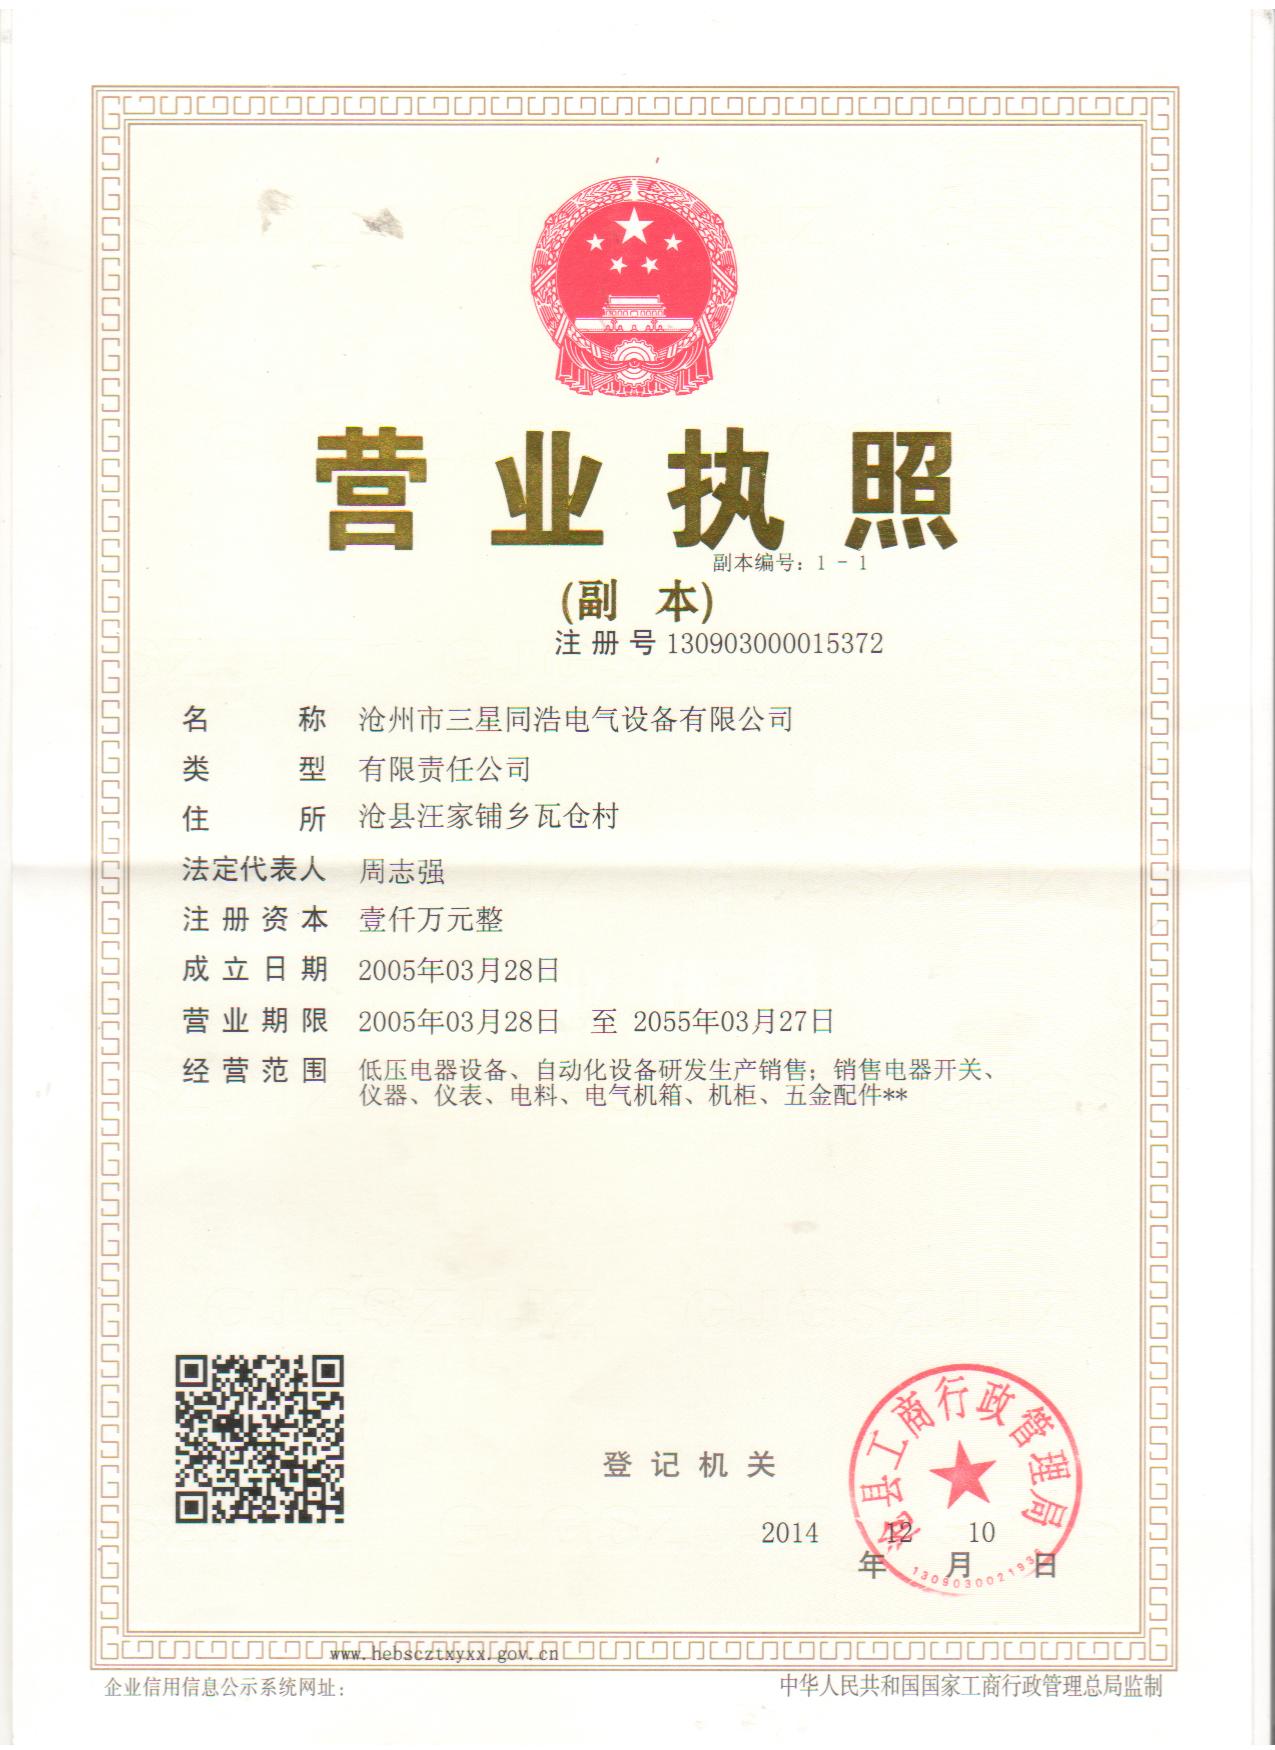 营业执照
副本编号：1－1
（副 本）
注册号 130903000015372
名 称 沧州市三星同浩电气设备有限公司
类 型 有限责任公司
住 所 沧县汪家铺乡瓦仓村
法定代表人 周志强
注册资本 壹仟万元整
成立日期 2005年03月28日
营业期限 2005年03月28日 至 2055年03月27日
经营范围 低压电器设备、自动化设备研发生产销售；销售电器开关、
仪器、仪表、电料、电气机箱、机柜、五金配件**
登记机关
沧县工商行政管理局
2014 12 10
年 月 日
1309030021936
www.hebscztxyxx.gov.cn
企业信用信息公示系统网址：
中华人民共和国国家工商行政管理总局监制